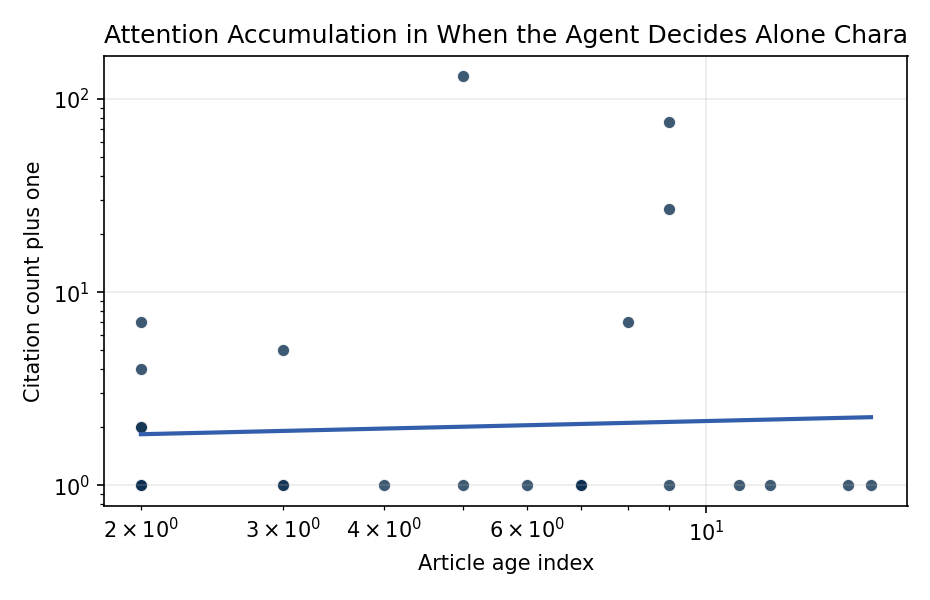 Attention Accumulation in When the Agent Decides Alone Chara
Citation count plus one
10²
10¹
10⁰
2 × 10⁰
3 × 10⁰
4 × 10⁰
6 × 10⁰
10¹
Article age index